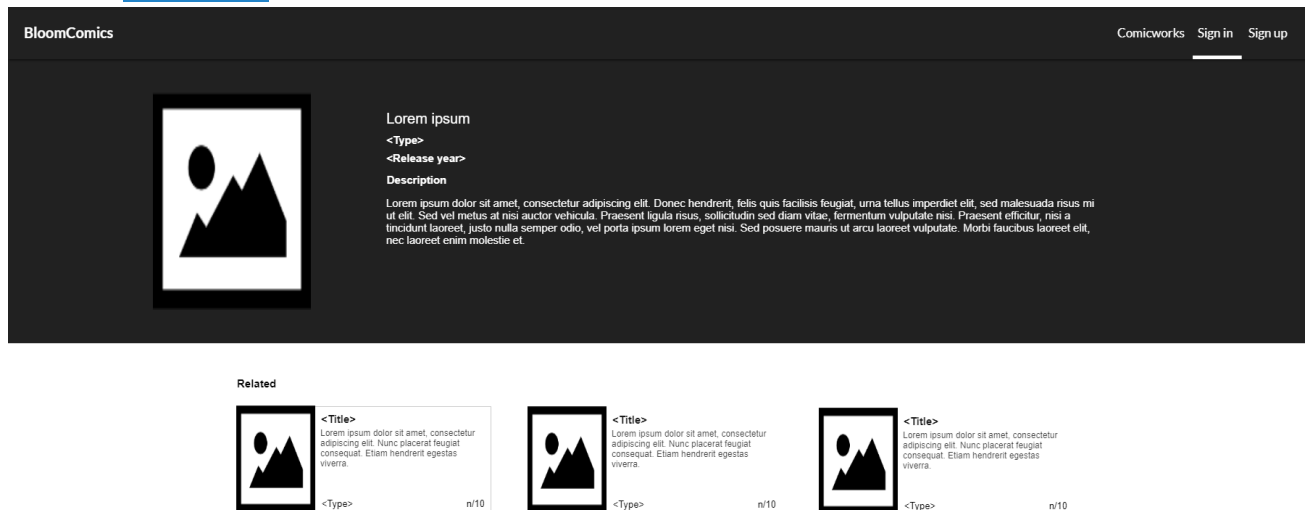 BloomComics
Comicworks Sign in Sign up
Lorem ipsum
<Type>
<Release year>
Description
Lorem ipsum dolor sit amet, consectetur adipiscing elit. Donec hendrerit, felis quis facilisis feugiat, urna tellus imperdiet elit, sed malesuada risus mi
ut elit. Sed vel metus at nisi auctor vehicula. Praesent ligula risus, sollicitudin sed diam vitae, fermentum vulputate nisi. Praesent efficitur, nisi a
tincidunt laoreet, justo nulla semper odio, vel porta ipsum lorem eget nisi. Sed posuere mauris ut arcu laoreet vulputate. Morbi faucibus laoreet elit,
nec laoreet enim molestie et.
Related
<Title>
Lorem ipsum dolor sit amet, consectetur
adipiscing elit. Nunc placerat feugiat
consequat. Etiam hendrerit egestas
viverra.
<Type> n/10
<Title>
Lorem ipsum dolor sit amet, consectetur
adipiscing elit. Nunc placerat feugiat
consequat. Etiam hendrerit egestas
viverra.
<Type> n/10
<Title>
Lorem ipsum dolor sit amet, consectetur
adipiscing elit. Nunc placerat feugiat
consequat. Etiam hendrerit egestas
viverra.
<Type> n/10